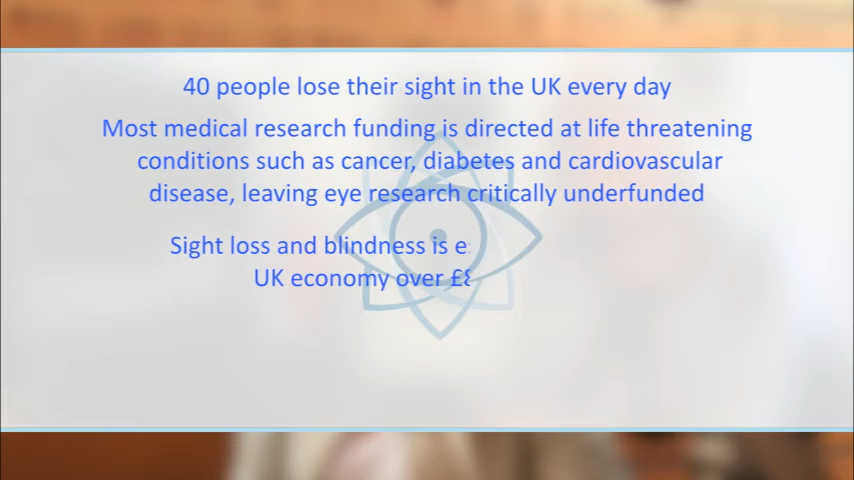 40 people lose their sight in the UK every day
Most medical research funding is directed at life threatening
conditions such as cancer, diabetes and cardiovascular
disease, leaving eye research critically underfunded
Sight loss and blindness is
UK economy over